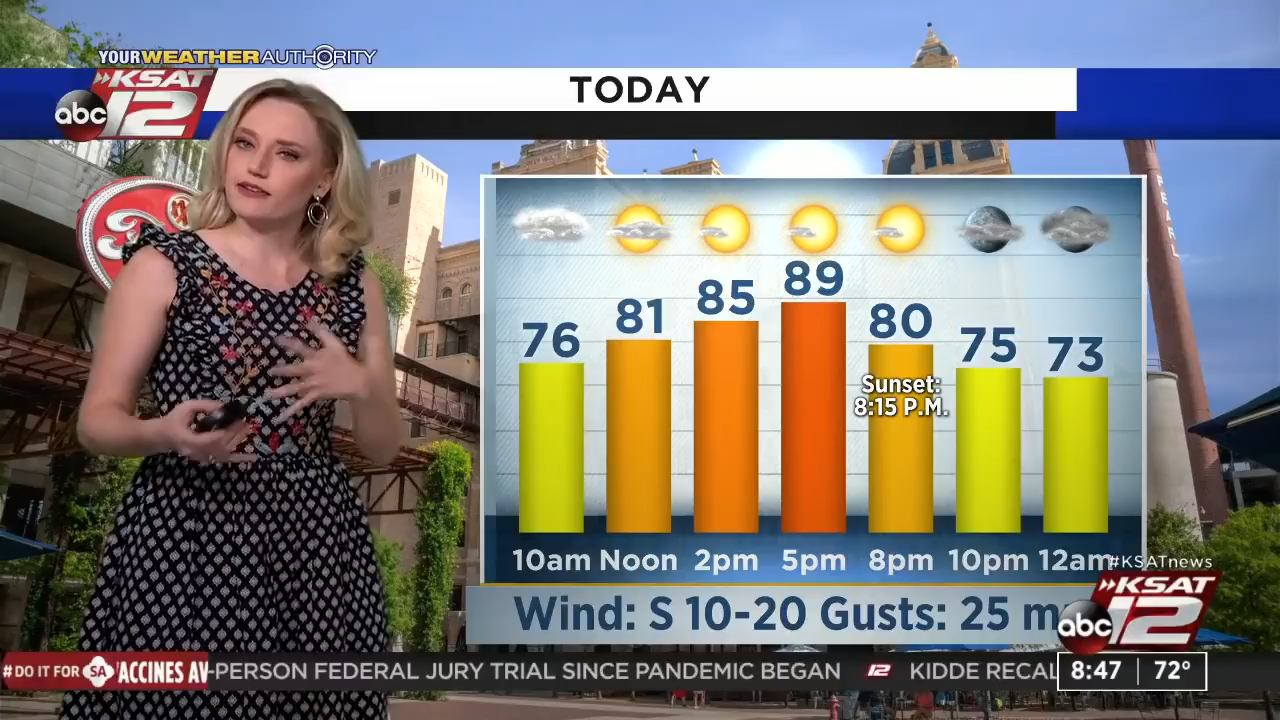 YOURWEATHERAUTHORITY
KSAT
abc 12
TODAY
76 81 85 89 80 75 73
Sunset:
8:15 P.M.
10am Noon 2pm 5pm 8pm 10pm 12am
#KSATnews
Wind: S 10-20 Gusts: 25 m
KSAT
abc 12
PEARL
#DO IT FOR SA ACCINES AV -PERSON FEDERAL JURY TRIAL SINCE PANDEMIC BEGAN 12 KIDDE RECAL
8:47 72°